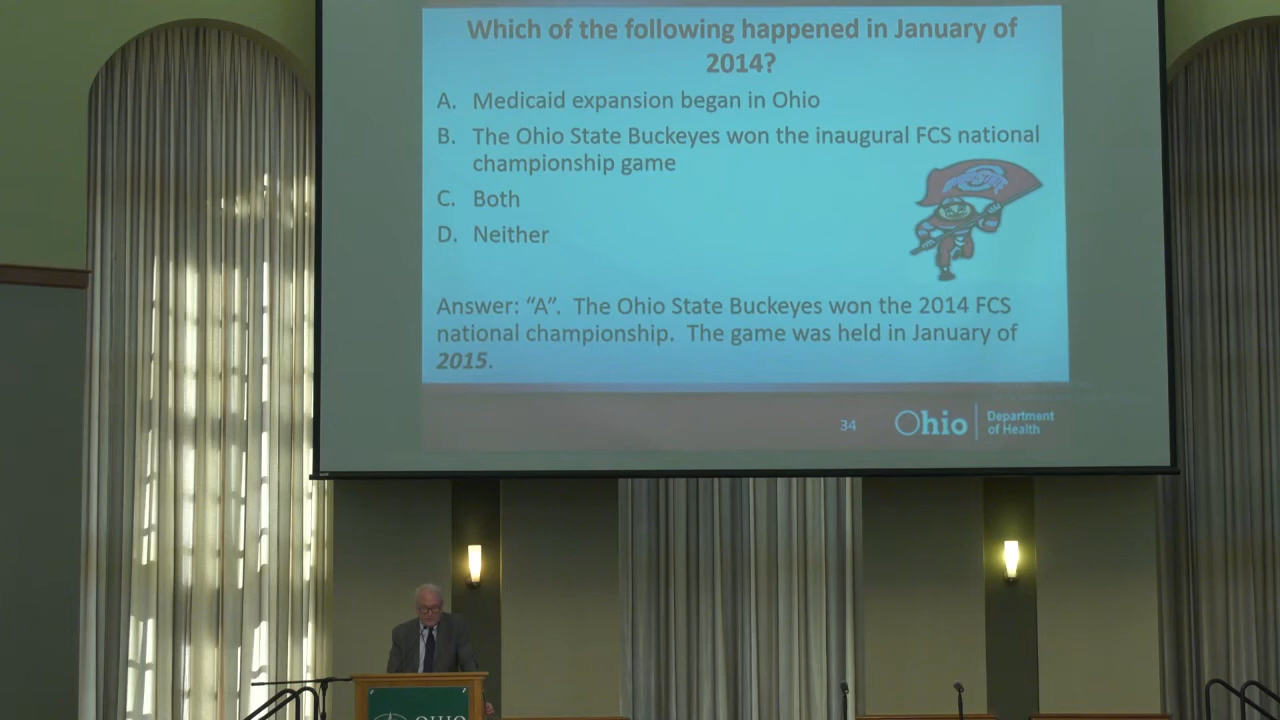 Which of the following happened in January of
2014?
A. Medicaid expansion began in Ohio
B. The Ohio State Buckeyes won the inaugural FCS national
championship game
C. Both
D. Neither
Answer: “A”. The Ohio State Buckeyes won the 2014 FCS
national championship. The game was held in January of
2015.
34
Ohio
Department
of Health
OHIO